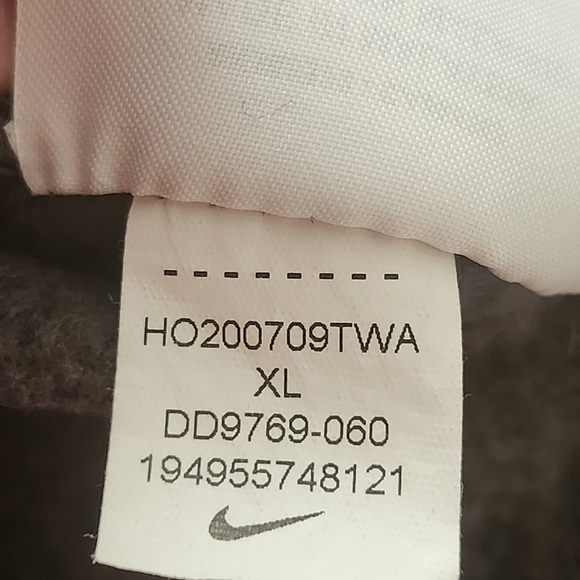 --------
HO200709TWA
XL
DD9769-060
194955748121